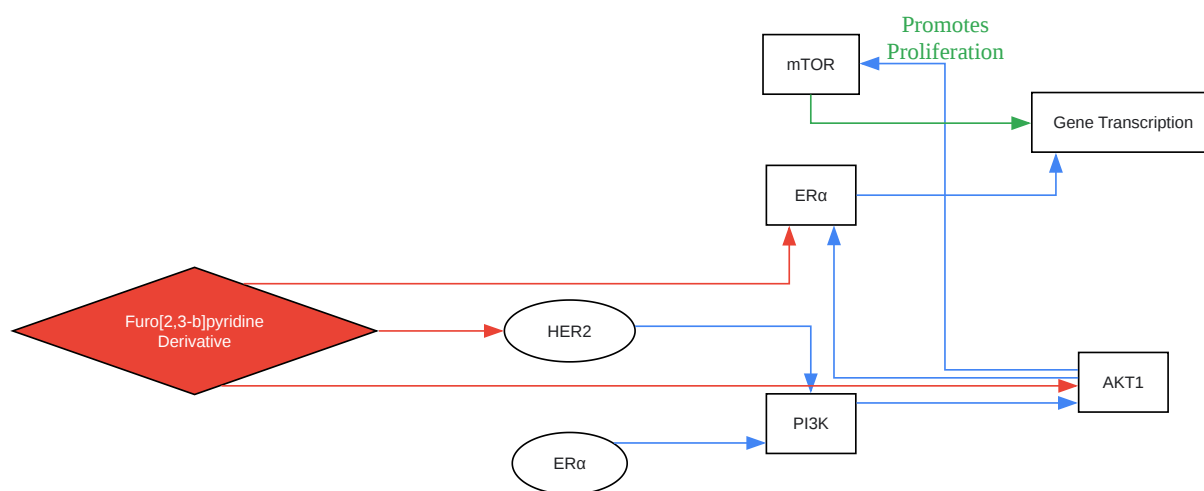 Promotes
Proliferation
mTOR
Gene Transcription
ERα
Furo[2,3-b]pyridine
Derivative
HER2
AKT1
PI3K
ERα